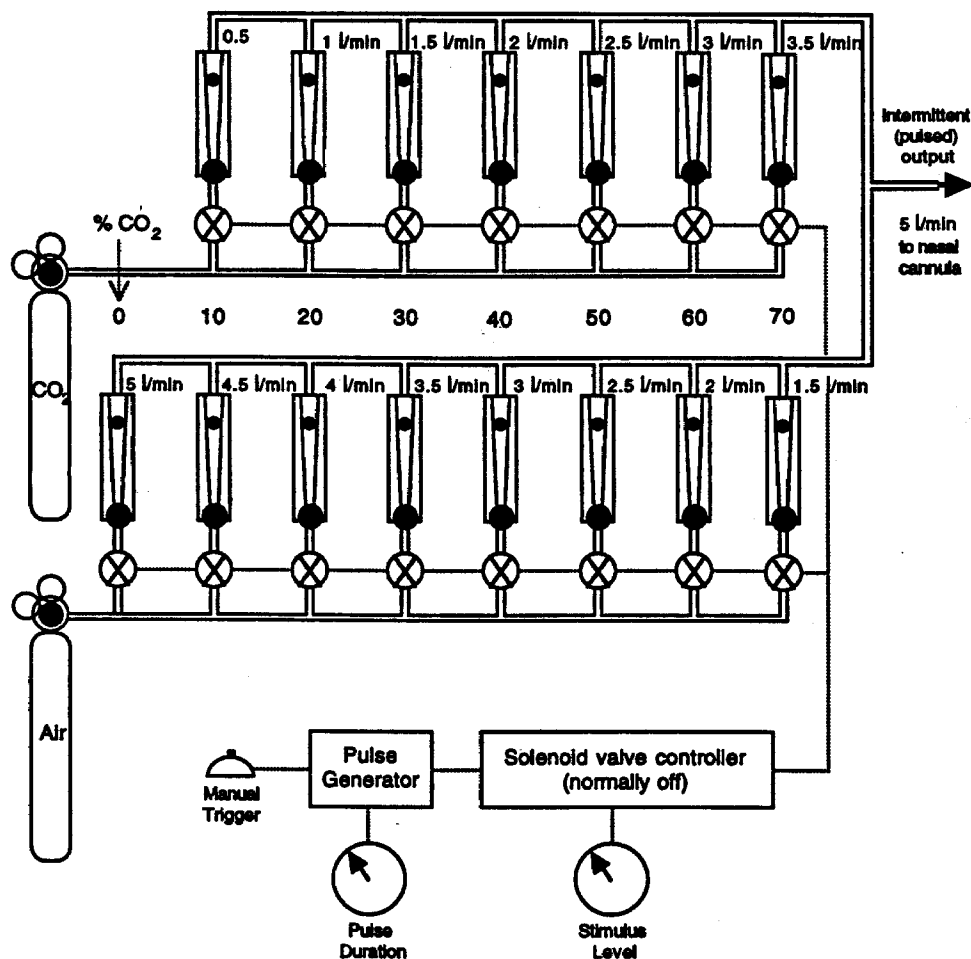 0.5 1 l/min 1.5 l/min 2 l/min 2.5 l/min 3 l/min 3.5 l/min
Intermittent
(pulsed)
output
5 l/min
to nasal
cannula
% CO2
0 10 20 30 40 50 60 70
CO2
5 l/min 4.5 l/min 4 l/min 3.5 l/min 3 l/min 2.5 l/min 2 l/min 1.5 l/min
Air
Manual
Trigger
Pulse
Generator
Solenoid valve controller
(normally off)
Pulse
Duration
Stimulus
Level